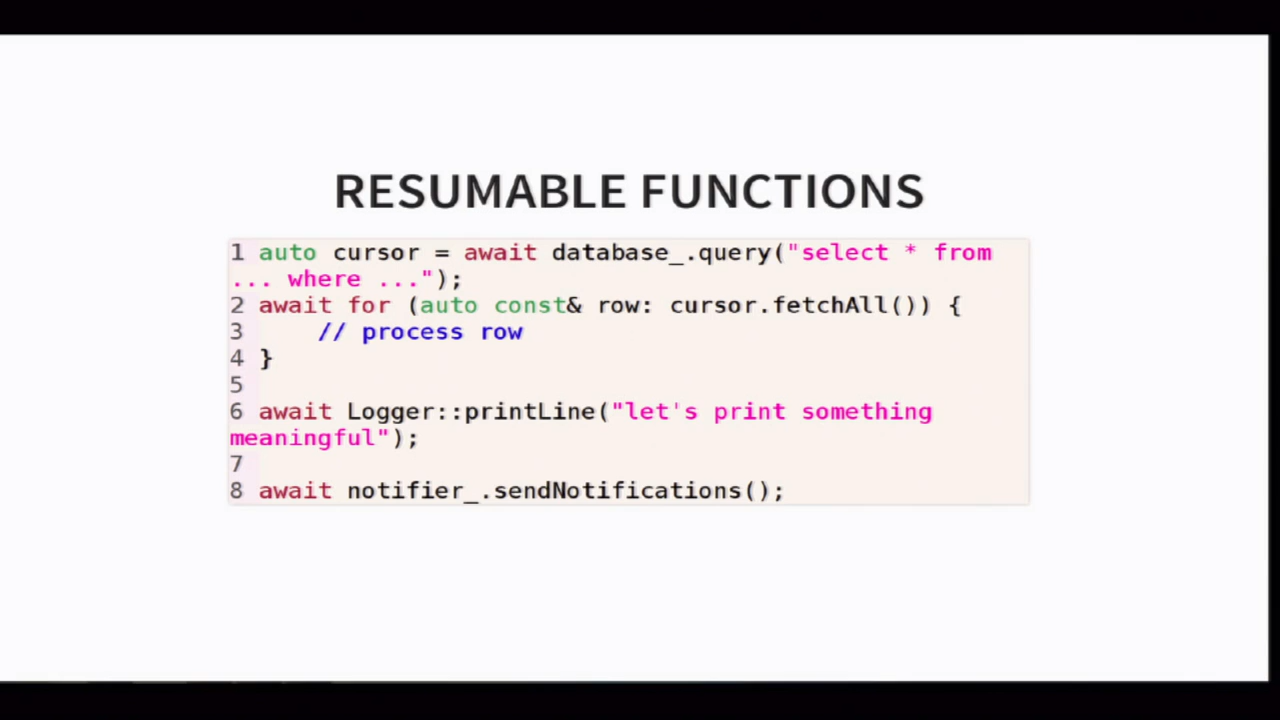 RESUMABLE FUNCTIONS
1 auto cursor = await database_.query("select * from
... where ...");
2 await for (auto const& row: cursor.fetchAll()) {
3     // process row
4 }
5
6 await Logger::printLine("let's print something
meaningful");
7
8 await notifier_.sendNotifications();